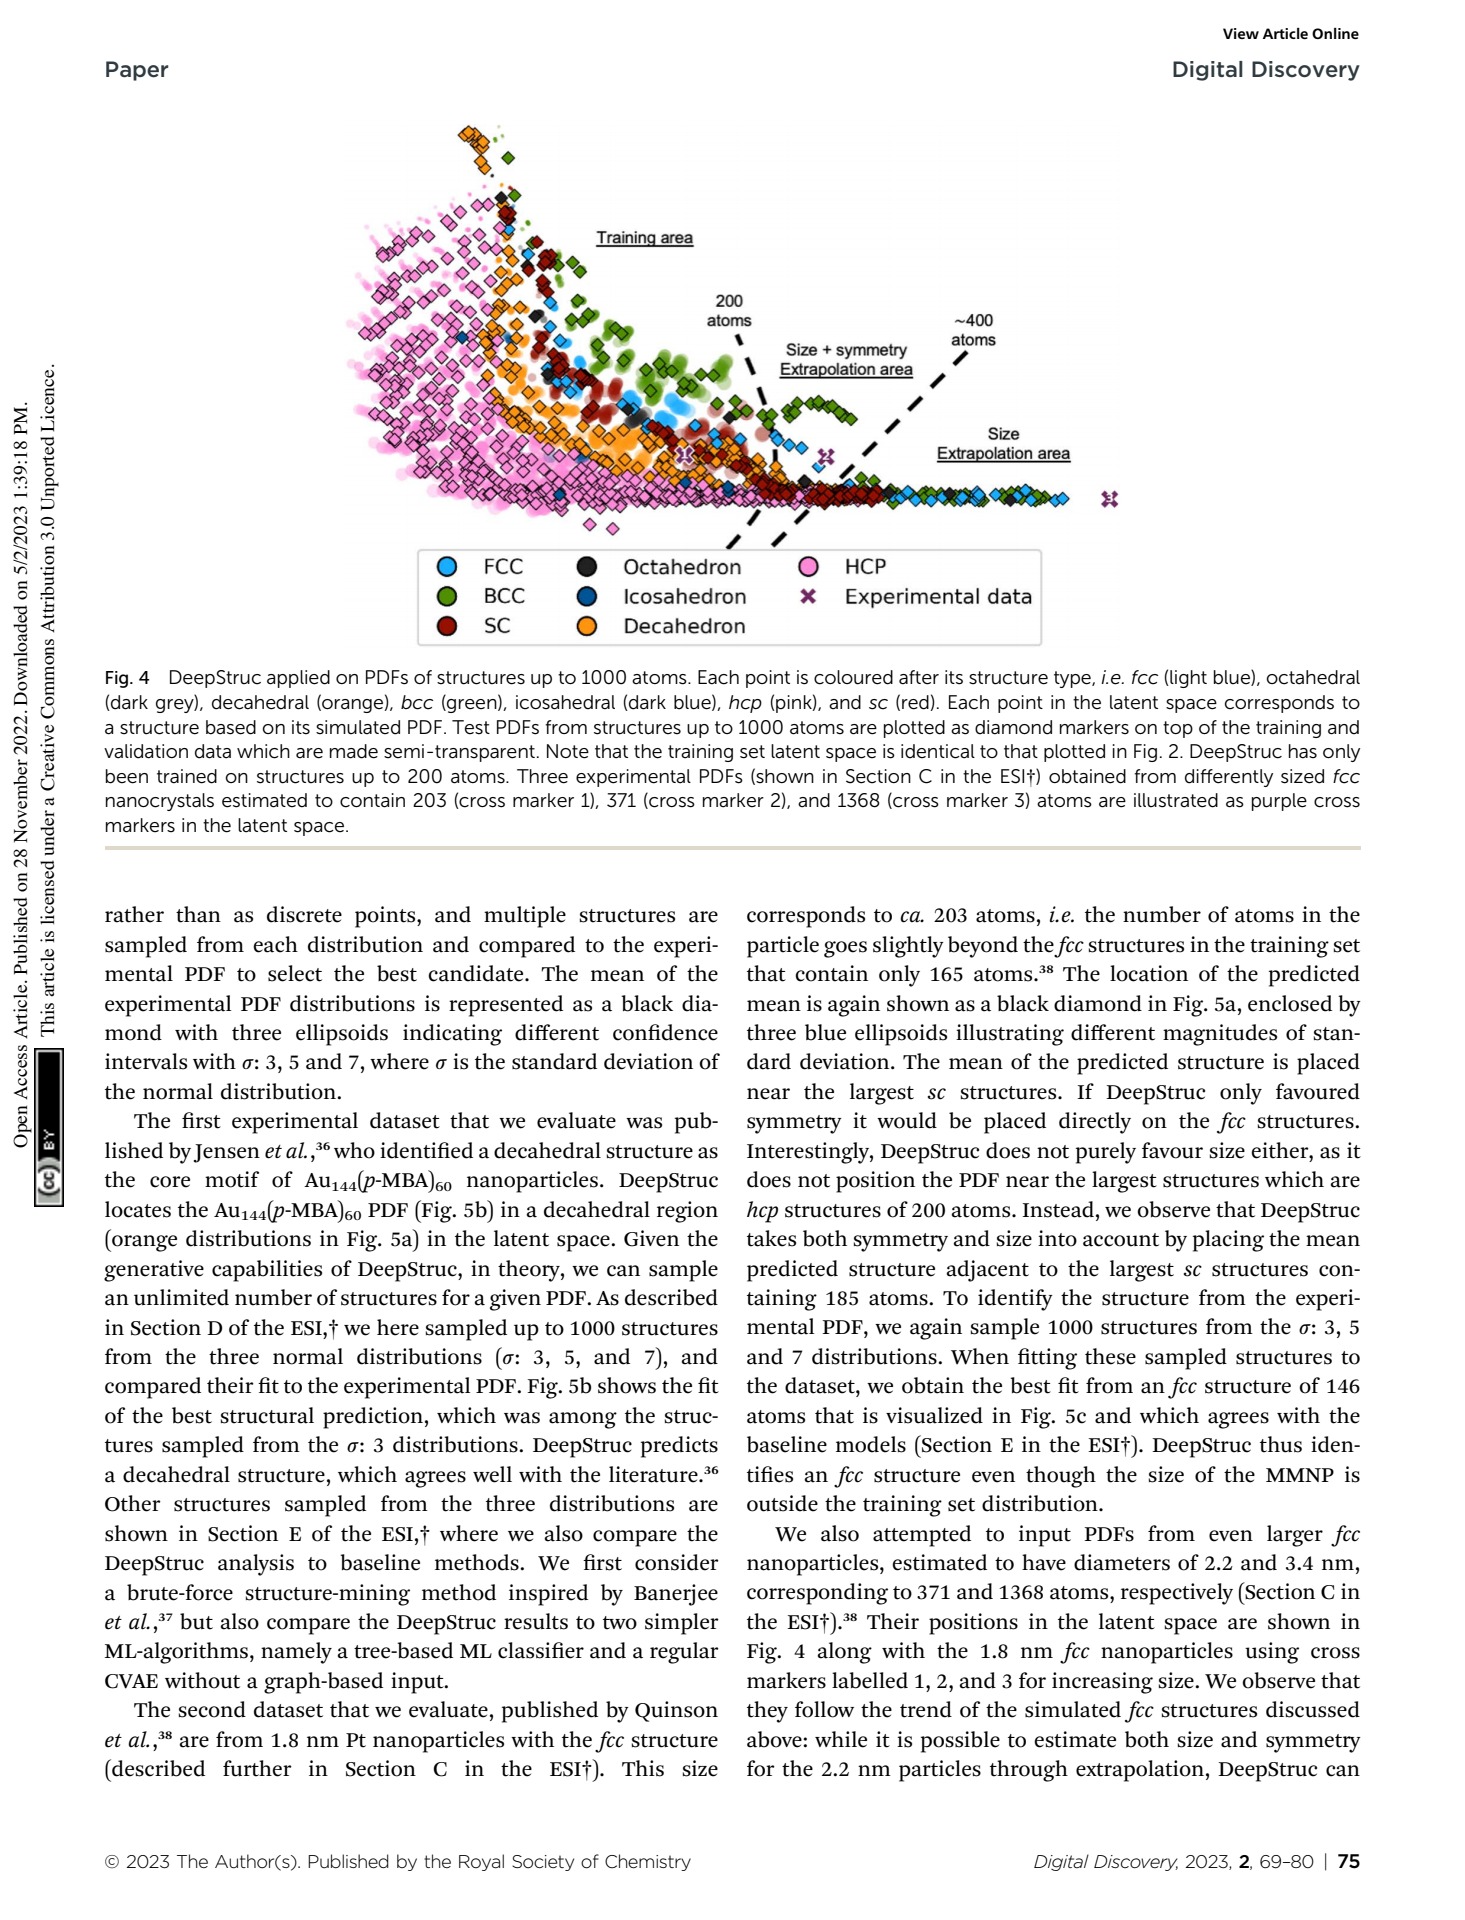 View Article Online
Paper
Digital Discovery
Open Access Article. Published on 28 November 2022. Downloaded on 5/2/2023 1:39:18 PM.
This article is licensed under a Creative Commons Attribution 3.0 Unported Licence.
(cc) BY
Training area
200
atoms
~400
atoms
Size + symmetry
Extrapolation area
Size
Extrapolation area
FCC
Octahedron
HCP
BCC
Icosahedron
Experimental data
SC
Decahedron
Fig. 4 DeepStruc applied on PDFs of structures up to 1000 atoms. Each point is coloured after its structure type, i.e. fcc (light blue), octahedral
(dark grey), decahedral (orange), bcc (green), icosahedral (dark blue), hcp (pink), and sc (red). Each point in the latent space corresponds to
a structure based on its simulated PDF. Test PDFs from structures up to 1000 atoms are plotted as diamond markers on top of the training and
validation data which are made semi-transparent. Note that the training set latent space is identical to that plotted in Fig. 2. DeepStruc has only
been trained on structures up to 200 atoms. Three experimental PDFs (shown in Section C in the ESI†) obtained from differently sized fcc
nanocrystals estimated to contain 203 (cross marker 1), 371 (cross marker 2), and 1368 (cross marker 3) atoms are illustrated as purple cross
markers in the latent space.
rather than as discrete points, and multiple structures are
sampled from each distribution and compared to the experi-
mental PDF to select the best candidate. The mean of the
experimental PDF distributions is represented as a black dia-
mond with three ellipsoids indicating different confidence
intervals with σ: 3, 5 and 7, where σ is the standard deviation of
the normal distribution.
The first experimental dataset that we evaluate was pub-
lished by Jensen et al.,³⁶ who identified a decahedral structure as
the core motif of Au₁₄₄(p-MBA)₆₀ nanoparticles. DeepStruc
locates the Au₁₄₄(p-MBA)₆₀ PDF (Fig. 5b) in a decahedral region
(orange distributions in Fig. 5a) in the latent space. Given the
generative capabilities of DeepStruc, in theory, we can sample
an unlimited number of structures for a given PDF. As described
in Section D of the ESI,† we here sampled up to 1000 structures
from the three normal distributions (σ: 3, 5, and 7), and
compared their fit to the experimental PDF. Fig. 5b shows the fit
of the best structural prediction, which was among the struc-
tures sampled from the σ: 3 distributions. DeepStruc predicts
a decahedral structure, which agrees well with the literature.³⁶
Other structures sampled from the three distributions are
shown in Section E of the ESI,† where we also compare the
DeepStruc analysis to baseline methods. We first consider
a brute-force structure-mining method inspired by Banerjee
et al.,³⁷ but also compare the DeepStruc results to two simpler
ML-algorithms, namely a tree-based ML classifier and a regular
CVAE without a graph-based input.
The second dataset that we evaluate, published by Quinson
et al.,³⁸ are from 1.8 nm Pt nanoparticles with the fcc structure
(described further in Section C in the ESI†). This size
corresponds to ca. 203 atoms, i.e. the number of atoms in the
particle goes slightly beyond the fcc structures in the training set
that contain only 165 atoms.³⁸ The location of the predicted
mean is again shown as a black diamond in Fig. 5a, enclosed by
three blue ellipsoids illustrating different magnitudes of stan-
dard deviation. The mean of the predicted structure is placed
near the largest sc structures. If DeepStruc only favoured
symmetry it would be placed directly on the fcc structures.
Interestingly, DeepStruc does not purely favour size either, as it
does not position the PDF near the largest structures which are
hcp structures of 200 atoms. Instead, we observe that DeepStruc
takes both symmetry and size into account by placing the mean
predicted structure adjacent to the largest sc structures con-
taining 185 atoms. To identify the structure from the experi-
mental PDF, we again sample 1000 structures from the σ: 3, 5
and 7 distributions. When fitting these sampled structures to
the dataset, we obtain the best fit from an fcc structure of 146
atoms that is visualized in Fig. 5c and which agrees with the
baseline models (Section E in the ESI†). DeepStruc thus iden-
tifies an fcc structure even though the size of the MMNP is
outside the training set distribution.
We also attempted to input PDFs from even larger fcc
nanoparticles, estimated to have diameters of 2.2 and 3.4 nm,
corresponding to 371 and 1368 atoms, respectively (Section C in
the ESI†).³⁸ Their positions in the latent space are shown in
Fig. 4 along with the 1.8 nm fcc nanoparticles using cross
markers labelled 1, 2, and 3 for increasing size. We observe that
they follow the trend of the simulated fcc structures discussed
above: while it is possible to estimate both size and symmetry
for the 2.2 nm particles through extrapolation, DeepStruc can
© 2023 The Author(s). Published by the Royal Society of Chemistry
Digital Discovery, 2023, 2, 69–80 | 75